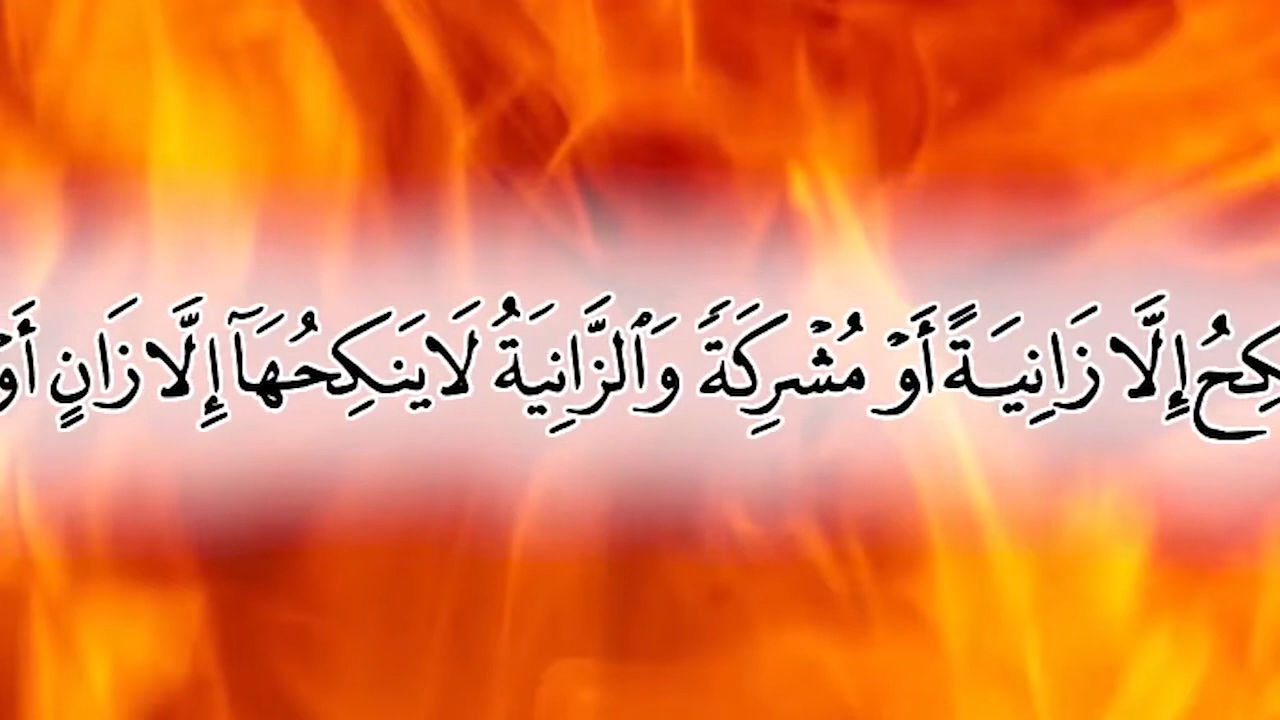 كِحُ إِلَّا زَانِيَةً أَوْ مُشْرِكَةً وَٱلزَّانِيَةُ لَا يَنكِحُهَآ إِلَّا زَانٍ أَوْ